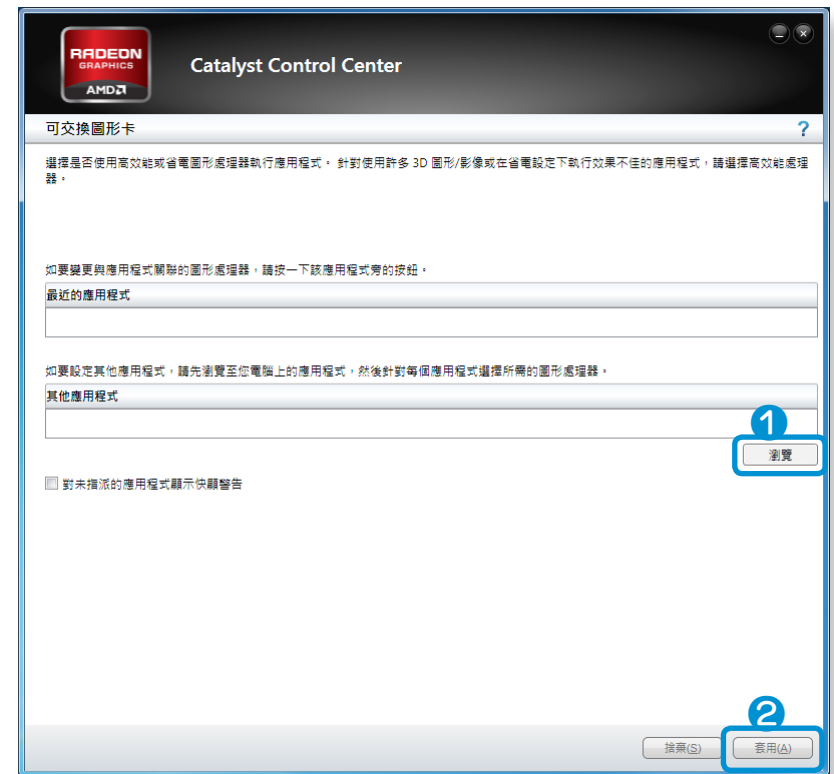 RADEON
GRAPHICS
AMD
Catalyst Control Center
可交換圖形卡
?
選擇是否使用高效能或省電圖形處理器執行應用程式。 針對使用許多 3D 圖形/影像或在省電設定下執行效果不佳的應用程式，請選擇高效能處理
器。
如要變更與應用程式關聯的圖形處理器，請按一下該應用程式旁的按鈕。
最近的應用程式
如要設定其他應用程式，請先瀏覽至您電腦上的應用程式，然後針對每個應用程式選擇所需的圖形處理器。
其他應用程式
1
瀏覽
對未指派的應用程式顯示快顯警告
2
捨棄(S)
套用(A)